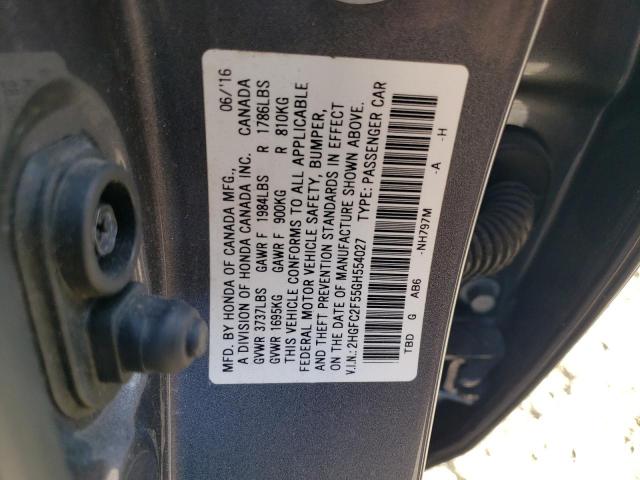 MFD. BY HONDA OF CANADA MFG., 06/'16
A DIVISION OF HONDA CANADA INC. CANADA
GVWR 3737LBS GAWR F 1984LBS R 1786LBS
GVWR 1695KG GAWR F 900KG R 810KG
THIS VEHICLE CONFORMS TO ALL APPLICABLE
FEDERAL MOTOR VEHICLE SAFETY, BUMPER,
AND THEFT PREVENTION STANDARDS IN EFFECT
ON THE DATE OF MANUFACTURE SHOWN ABOVE.
V.I.N.: 2HGFC2F55GH554027 TYPE: PASSENGER CAR
TBD G AB6 -NH797M -A -H